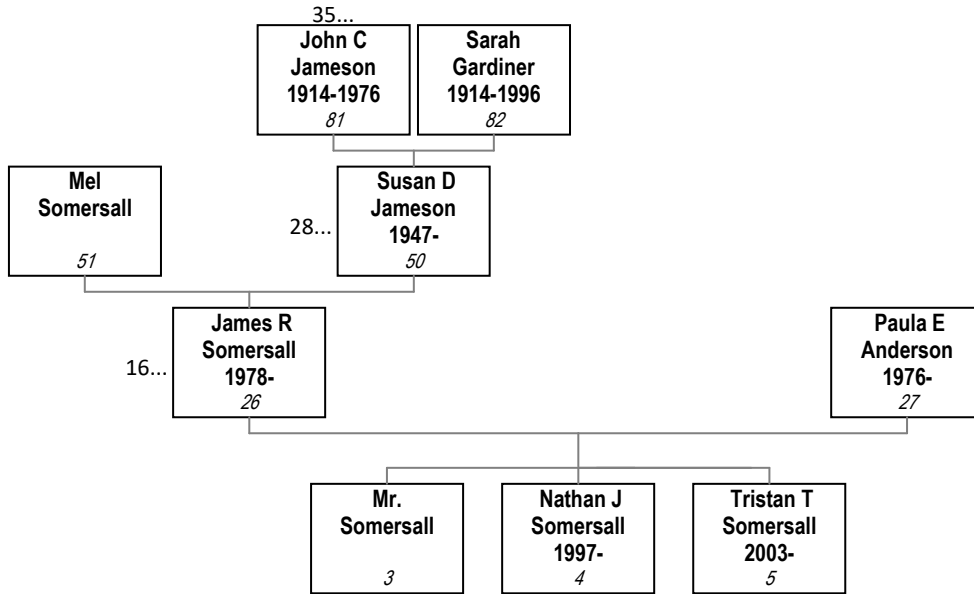 35...
John C
Jameson
1914-1976
81
Sarah
Gardiner
1914-1996
82
Mel
Somersall
51
28...
Susan D
Jameson
1947-
50
16...
James R
Somersall
1978-
26
Paula E
Anderson
1976-
27
Mr.
Somersall
3
Nathan J
Somersall
1997-
4
Tristan T
Somersall
2003-
5